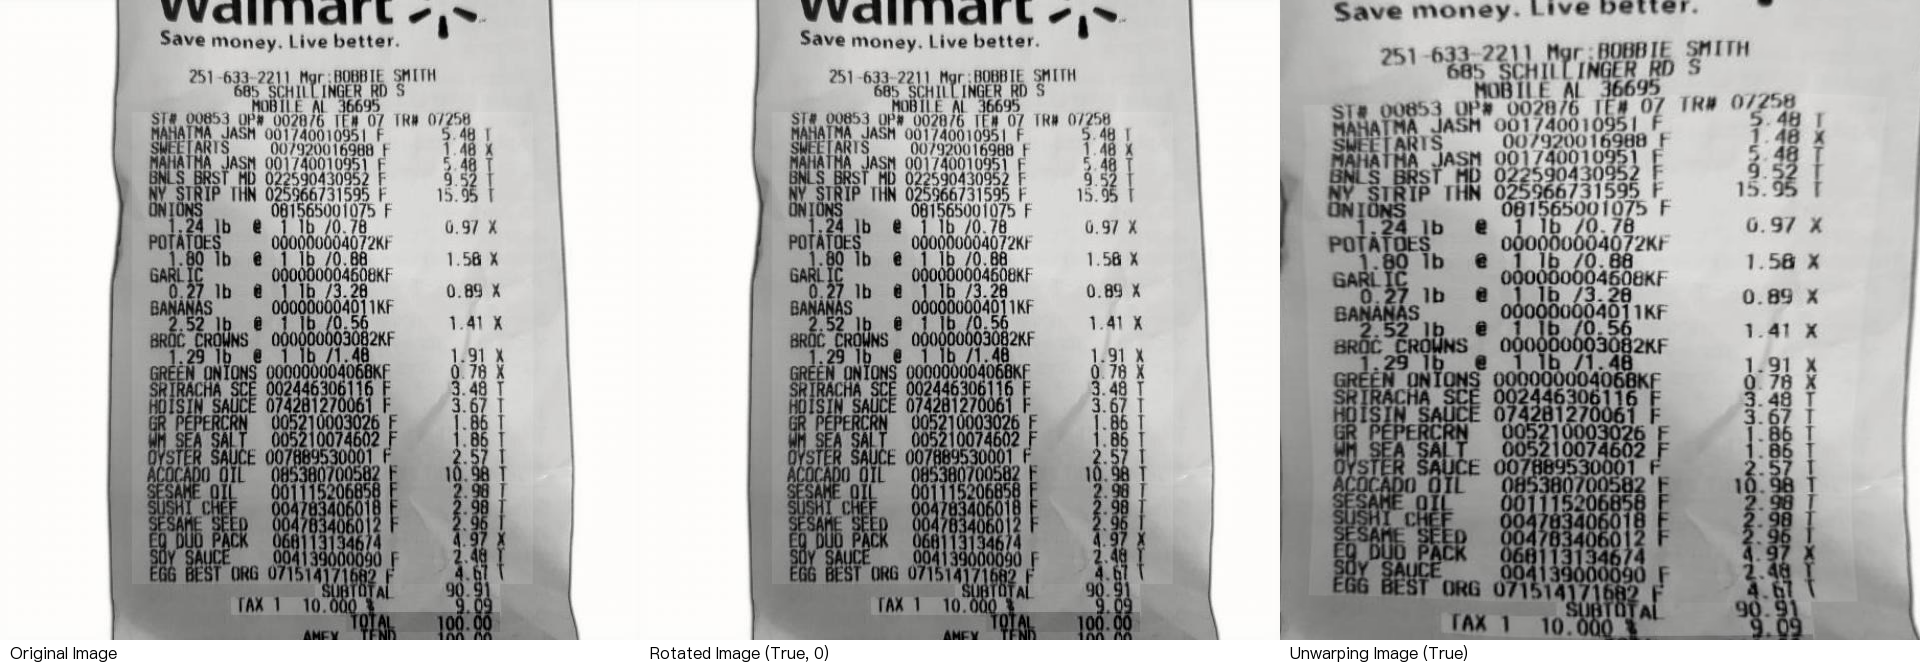 Walmart
Save money. Live better.
251-633-2211 Mgr:BOBBIE SMITH
685 SCHILLINGER RD S
MOBILE AL 36695
ST# 00853 OP# 002876 TE# 07 TR# 07258
MAHATMA JASM 001740010951 F 5.48 T
SWEETARTS 007920016988 F 1.48 X
MAHATMA JASM 001740010951 F 5.48 T
BNLS BRST MD 022590430952 F 9.52 T
NY STRIP THN 025966731595 F 15.95 T
ONIONS 081565001075 F
1.24 lb @ 1 lb /0.78 0.97 X
POTATOES 000000004072KF
1.80 lb @ 1 lb /0.88 1.58 X
GARLIC 000000004608KF
0.27 lb @ 1 lb /3.28 0.89 X
BANANAS 000000004011KF
2.52 lb @ 1 lb /0.56 1.41 X
BROC CROWNS 000000003082KF
1.29 lb @ 1 lb /1.48 1.91 X
GREEN ONIONS 000000004068KF 0.78 X
SRIRACHA SCE 002446306116 F 3.48 T
HOISIN SAUCE 074281270061 F 3.67 T
GR PEPERCRN 005210003026 F 1.86 T
WM SEA SALT 005210074602 F 1.86 T
OYSTER SAUCE 007889530001 F 2.57 T
ACOCADO OIL 085380700582 F 10.98 T
SESAME OIL 001115206858 F 2.98 T
SUSHI CHEF 004783406018 F 2.98 T
SESAME SEED 004783406012 F 2.96 T
EQ DUO PACK 068113134674 4.97 X
SOY SAUCE 004139000090 F 2.48 T
EGG BEST ORG 071514171682 F 4.67 T
SUBTOTAL 90.91
TAX 1 10.000 % 9.09
TOTAL 100.00
AMEX TEND 100.00
Original Image
Walmart
Save money. Live better.
251-633-2211 Mgr:BOBBIE SMITH
685 SCHILLINGER RD S
MOBILE AL 36695
ST# 00853 OP# 002876 TE# 07 TR# 07258
MAHATMA JASM 001740010951 F 5.48 T
SWEETARTS 007920016988 F 1.48 X
MAHATMA JASM 001740010951 F 5.48 T
BNLS BRST MD 022590430952 F 9.52 T
NY STRIP THN 025966731595 F 15.95 T
ONIONS 081565001075 F
1.24 lb @ 1 lb /0.78 0.97 X
POTATOES 000000004072KF
1.80 lb @ 1 lb /0.88 1.58 X
GARLIC 000000004608KF
0.27 lb @ 1 lb /3.28 0.89 X
BANANAS 000000004011KF
2.52 lb @ 1 lb /0.56 1.41 X
BROC CROWNS 000000003082KF
1.29 lb @ 1 lb /1.48 1.91 X
GREEN ONIONS 000000004068KF 0.78 X
SRIRACHA SCE 002446306116 F 3.48 T
HOISIN SAUCE 074281270061 F 3.67 T
GR PEPERCRN 005210003026 F 1.86 T
WM SEA SALT 005210074602 F 1.86 T
OYSTER SAUCE 007889530001 F 2.57 T
ACOCADO OIL 085380700582 F 10.98 T
SESAME OIL 001115206858 F 2.98 T
SUSHI CHEF 004783406018 F 2.98 T
SESAME SEED 004783406012 F 2.96 T
EQ DUO PACK 068113134674 4.97 X
SOY SAUCE 004139000090 F 2.48 T
EGG BEST ORG 071514171682 F 4.67 T
SUBTOTAL 90.91
TAX 1 10.000 % 9.09
TOTAL 100.00
AMEX TEND 100.00
Rotated Image (True, 0)
Save money. Live better.
251-633-2211 Mgr:BOBBIE SMITH
685 SCHILLINGER RD S
MOBILE AL 36695
ST# 00853 OP# 002876 TE# 07 TR# 07258
MAHATMA JASM 001740010951 F 5.48 T
SWEETARTS 007920016988 F 1.48 X
MAHATMA JASM 001740010951 F 5.48 T
BNLS BRST MD 022590430952 F 9.52 T
NY STRIP THN 025966731595 F 15.95 T
ONIONS 081565001075 F
1.24 lb @ 1 lb /0.78 0.97 X
POTATOES 000000004072KF
1.80 lb @ 1 lb /0.88 1.58 X
GARLIC 000000004608KF
0.27 lb @ 1 lb /3.28 0.89 X
BANANAS 000000004011KF
2.52 lb @ 1 lb /0.56 1.41 X
BROC CROWNS 000000003082KF
1.29 lb @ 1 lb /1.48 1.91 X
GREEN ONIONS 000000004068KF 0.78 X
SRIRACHA SCE 002446306116 F 3.48 T
HOISIN SAUCE 074281270061 F 3.67 T
GR PEPERCRN 005210003026 F 1.86 T
WM SEA SALT 005210074602 F 1.86 T
OYSTER SAUCE 007889530001 F 2.57 T
ACOCADO OIL 085380700582 F 10.98 T
SESAME OIL 001115206858 F 2.98 T
SUSHI CHEF 004783406018 F 2.98 T
SESAME SEED 004783406012 F 2.96 T
EQ DUO PACK 068113134674 4.97 X
SOY SAUCE 004139000090 F 2.48 T
EGG BEST ORG 071514171682 F 4.67 T
SUBTOTAL 90.91
TAX 1 10.000 % 9.09
Unwarping Image (True)